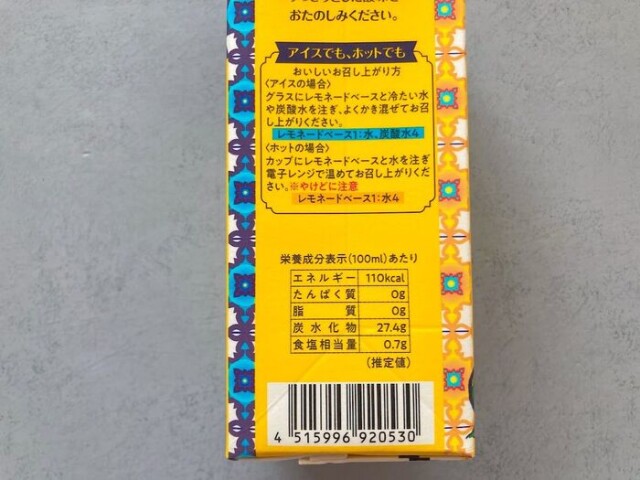 おたのしみください。
アイスでも、ホットでも
おいしいお召し上がり方
〈アイスの場合〉
グラスにレモネードベースと冷たい水
や炭酸水を注ぎ、よくかき混ぜてお召
し上がりください。
レモネードベース1:水、炭酸水4
〈ホットの場合〉
カップにレモネードベースと水を注ぎ
電子レンジで温めてお召し上がりくださ
い。※やけどに注意
レモネードベース1:水4
栄養成分表示(100ml)あたり
エネルギー 110kcal
たんぱく質 0g
脂質 0g
炭水化物 27.4g
食塩相当量 0.7g
(推定値)
4 515996 920530